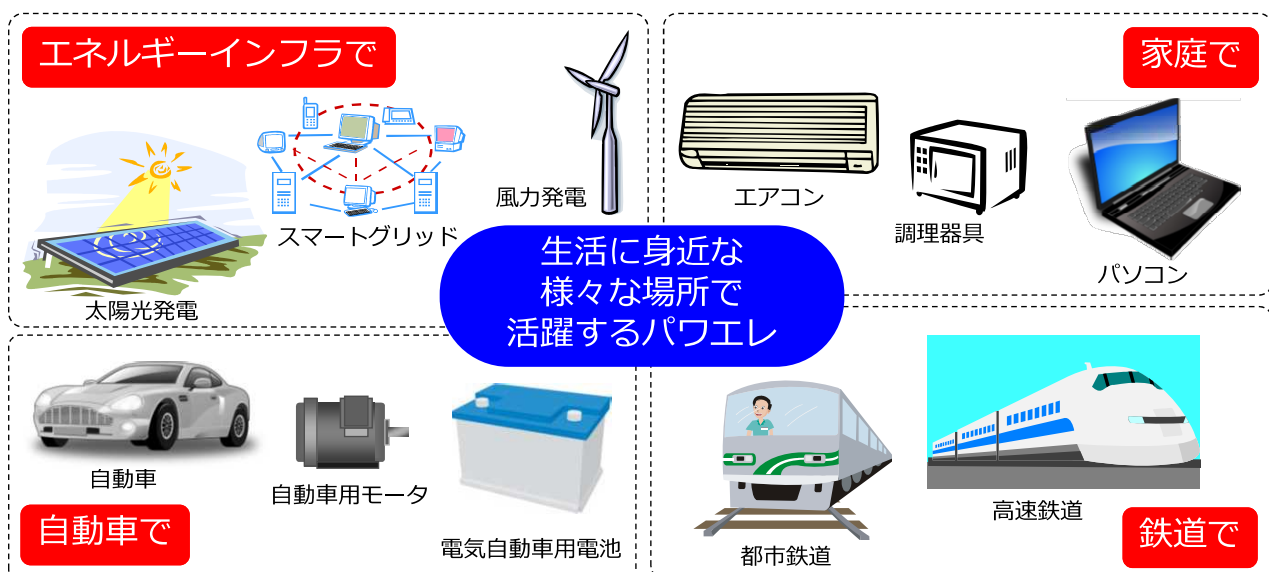 エネルギーインフラで
スマートグリッド
風力発電
太陽光発電
家庭で
エアコン
調理器具
パソコン
生活に身近な
様々な場所で
活躍するパワエレ
自動車
自動車用モータ
電気自動車用電池
自動車で
都市鉄道
高速鉄道
鉄道で